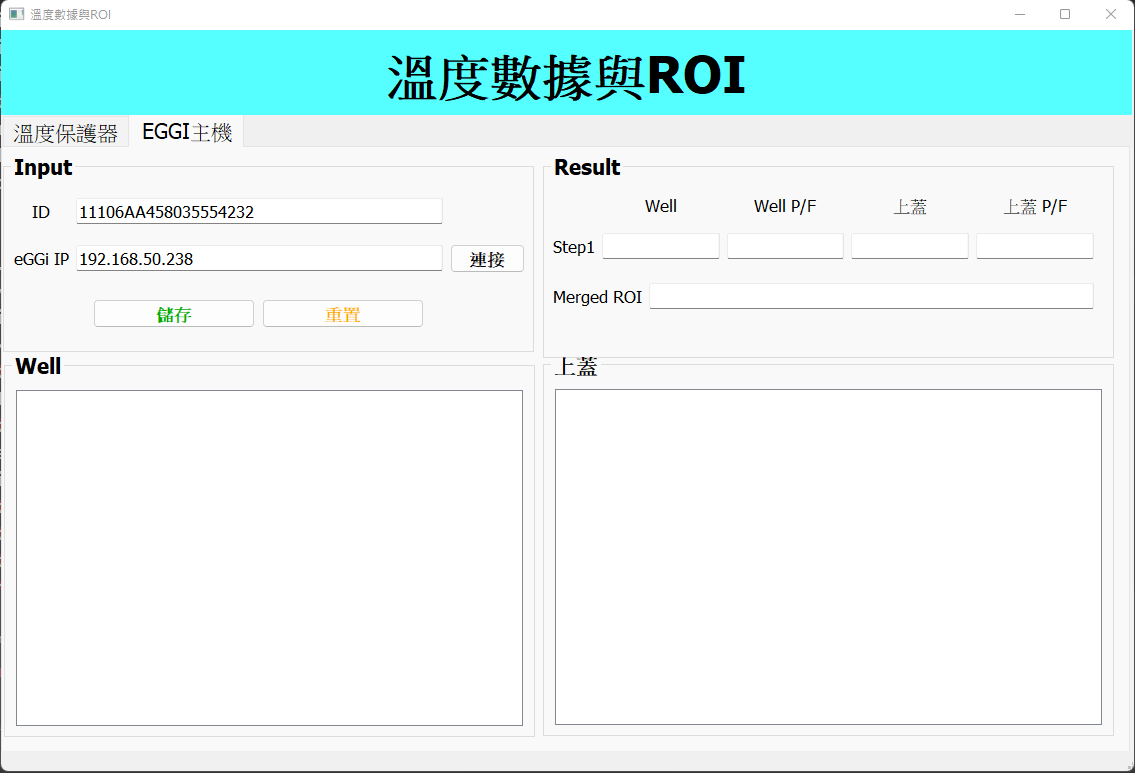 溫度數據與ROI
溫度數據與ROI
溫度保護器 EGGI主機
Input
ID 11106AA458035554232
eGGi IP 192.168.50.238 連接
儲存 重置
Result
Well Well P/F 上蓋 上蓋 P/F
Step1
Merged ROI
Well
上蓋